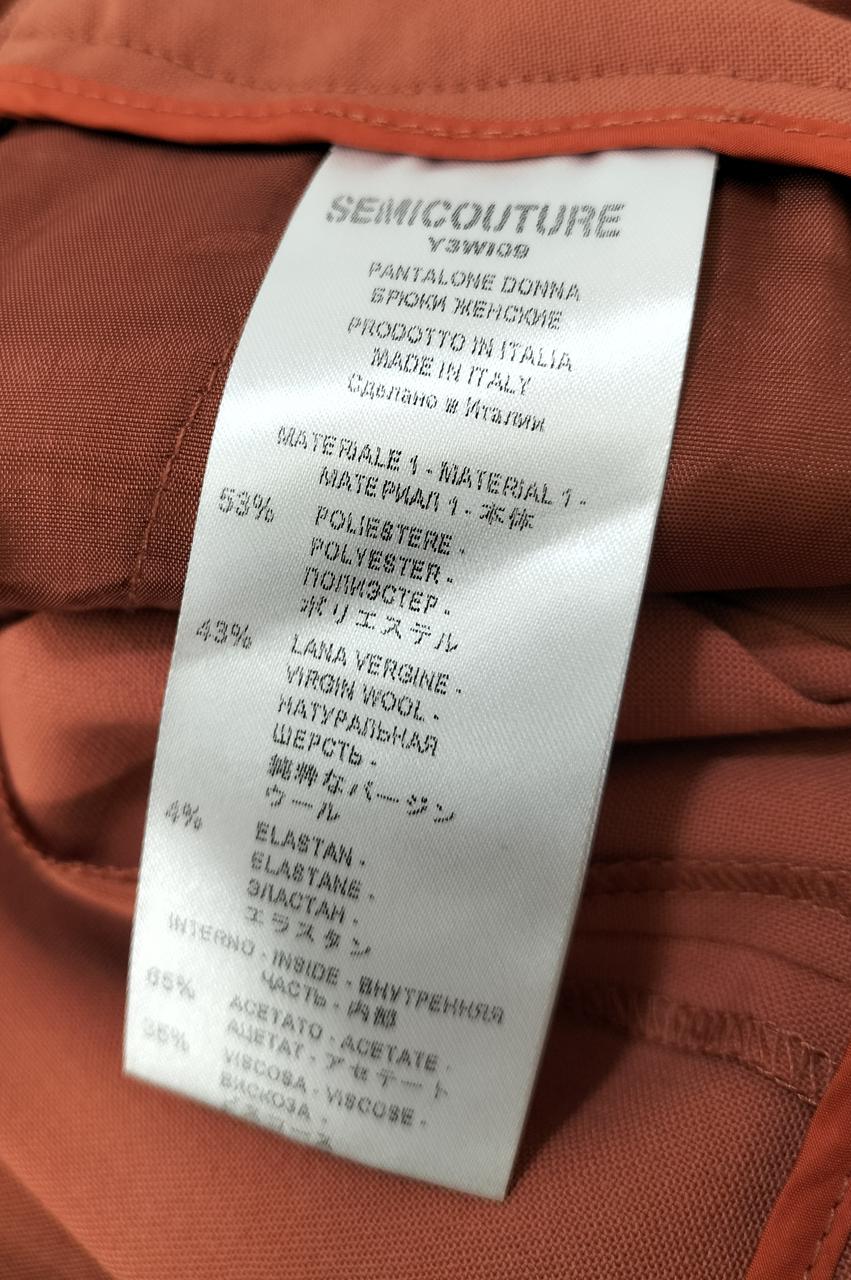 SEMICOUTURE
Y3WI09
PANTALONE DONNA
БРЮКИ ЖЕНСКИЕ
PRODOTTO IN ITALIA
MADE IN ITALY
Сделано в Италии
MATERIALE 1 - MATERIAL 1 -
МАТЕРИАЛ 1 - 本体
53% POLIESTERE -
POLYESTER -
ПОЛИЭСТЕР -
ポリエステル
43% LANA VERGINE -
VIRGIN WOOL -
НАТУРАЛЬНАЯ
ШЕРСТЬ -
純粋なバージン
ウール
4% ELASTAN -
ELASTANE -
ЭЛАСТАН -
エラスタン
INTERNO - INSIDE - ВНУТРЕННЯЯ
ЧАСТЬ - 内部
65% ACETATO - ACETATE -
АЦЕТАТ - アセテート
35% VISCOSA - VISCOSE -
ВИСКОЗА -